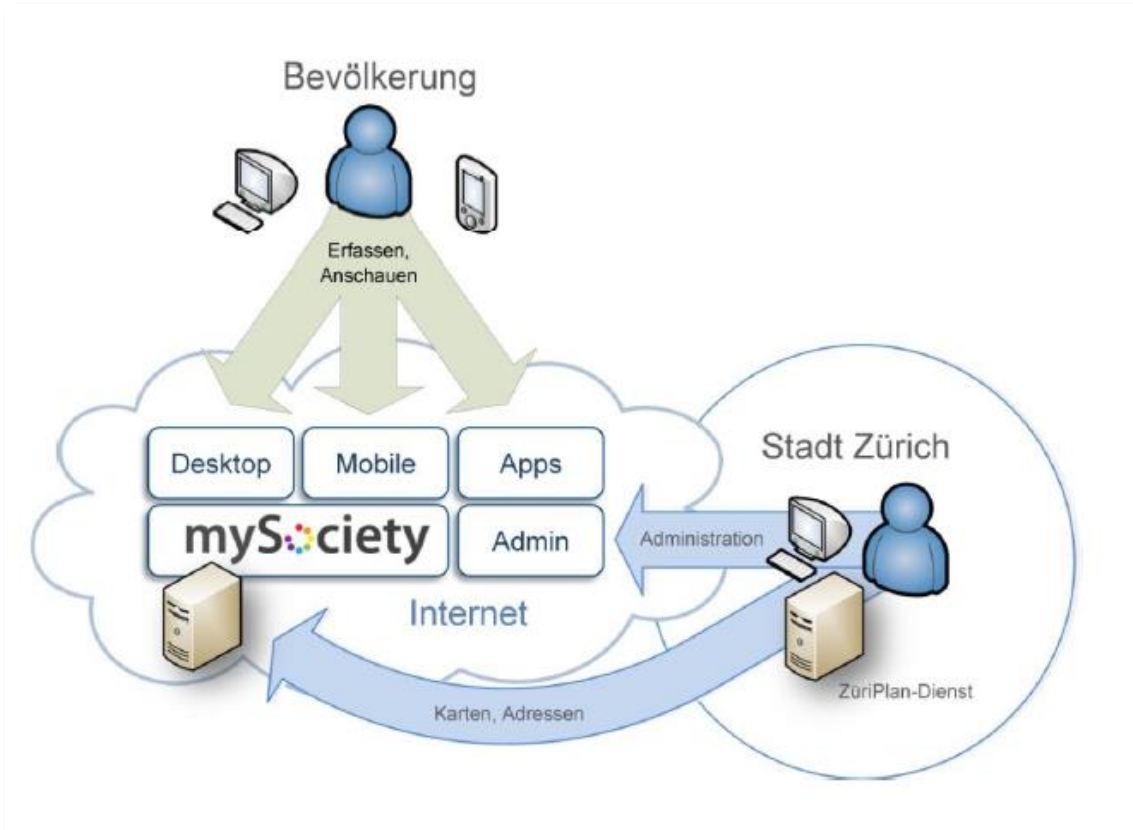 Bevölkerung
Erfassen,
Anschauen
Desktop
Mobile
Apps
mySociety
Admin
Internet
Stadt Zürich
Administration
ZüriPlan-Dienst
Karten, Adressen